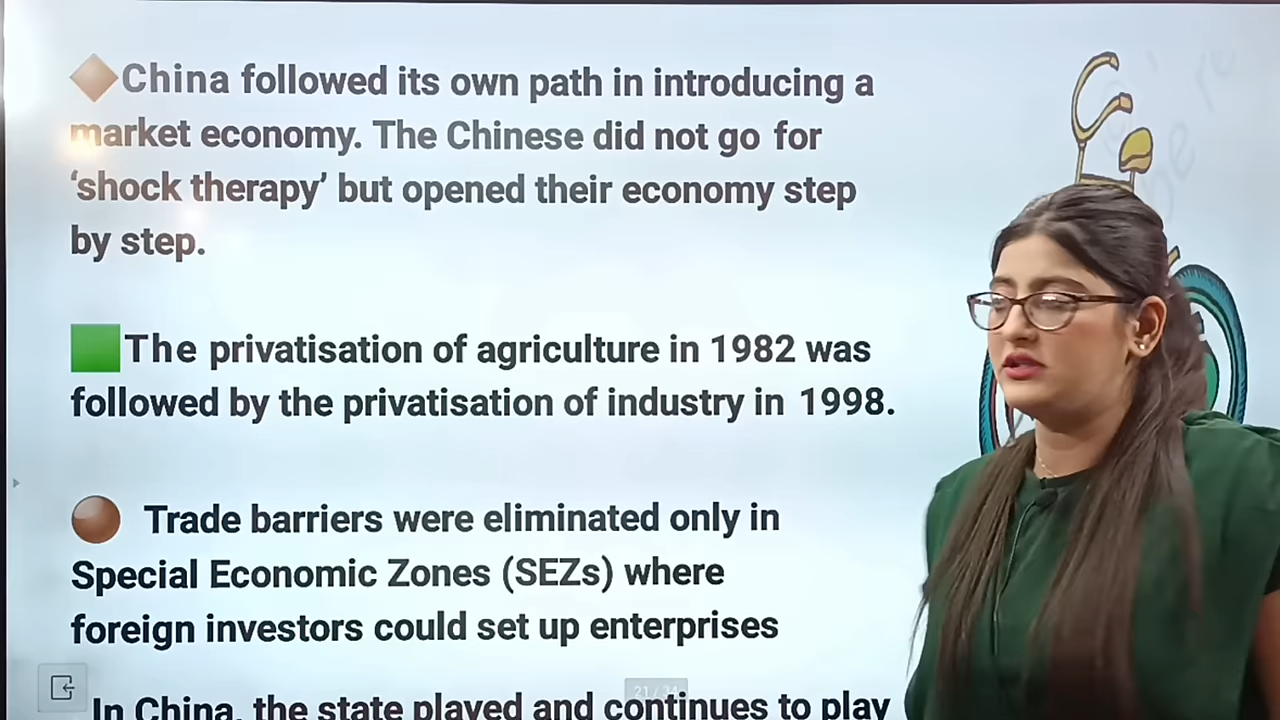 China followed its own path in introducing a
market economy. The Chinese did not go for
‘shock therapy’ but opened their economy step
by step.
The privatisation of agriculture in 1982 was
followed by the privatisation of industry in 1998.
Trade barriers were eliminated only in
Special Economic Zones (SEZs) where
foreign investors could set up enterprises
In China, the state played and continues to play